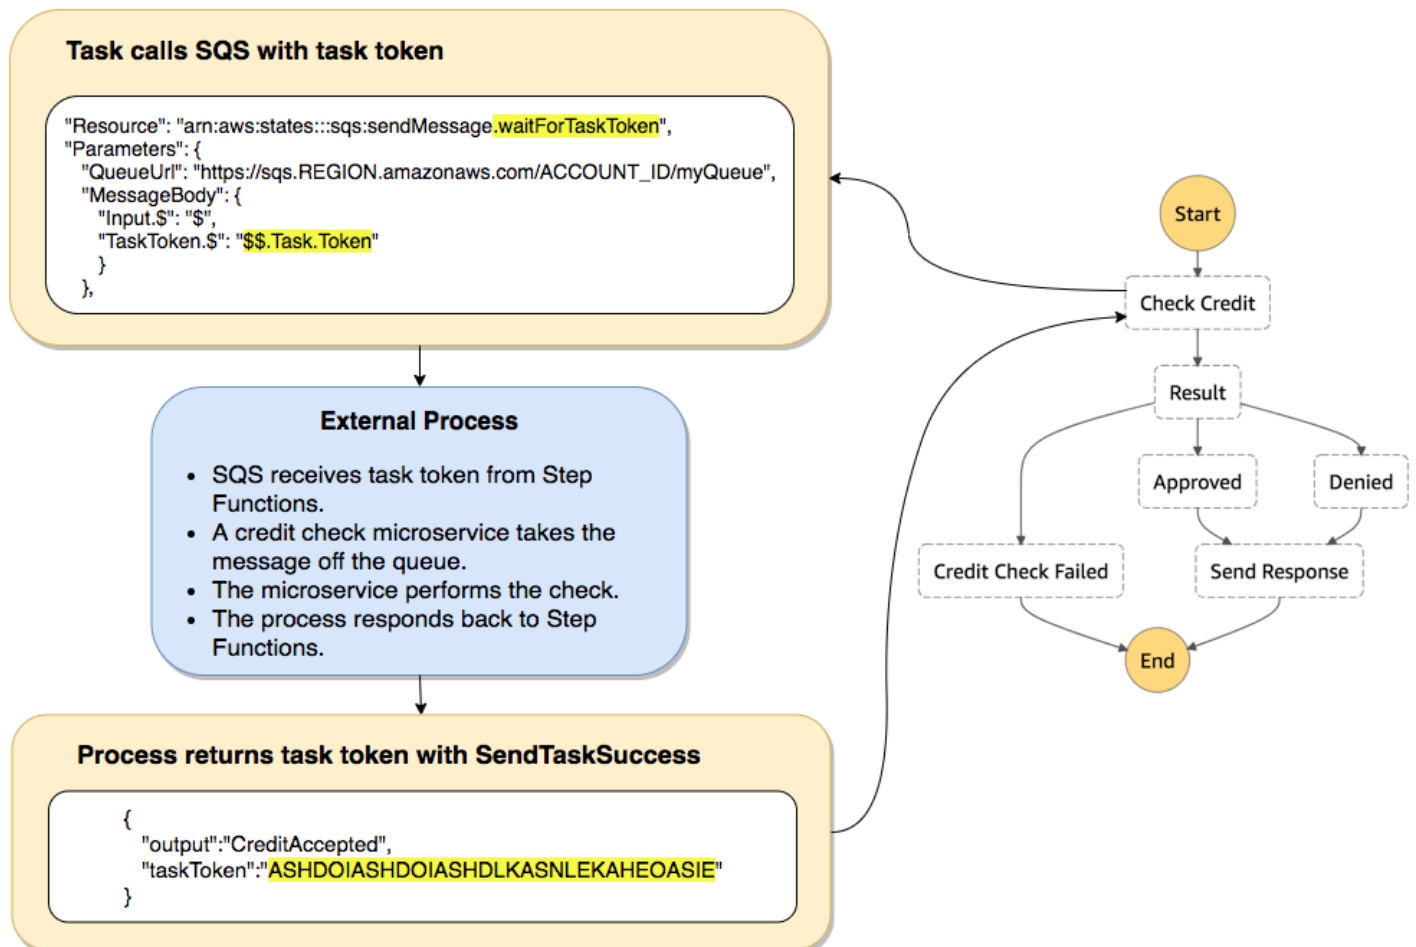 Task calls SQS with task token
"Resource": "arn:aws:states:::sqs:sendMessage.waitForTaskToken",
"Parameters": {
"QueueUrl": "https://sqs.REGION.amazonaws.com/ACCOUNT_ID/myQueue",
"MessageBody": {
"Input.$": "$",
"TaskToken.$": "$$.Task.Token"
}
},
External Process
• SQS receives task token from Step
Functions.
• A credit check microservice takes the
message off the queue.
• The microservice performs the check.
• The process responds back to Step
Functions.
Process returns task token with SendTaskSuccess
{
"output":"CreditAccepted",
"taskToken":"ASHDOIASHDOIASHDLKASNLEKAHEOASIE"
}
Start
Check Credit
Result
Approved
Denied
Credit Check Failed
Send Response
End